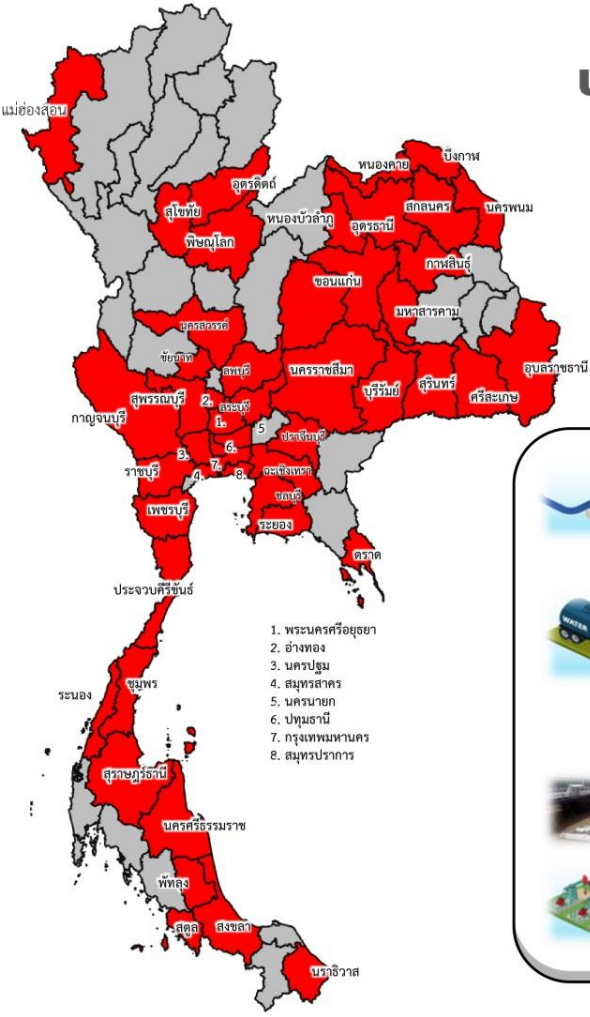 แม่ฮ่องสอน
อุตรดิตถ์
สุโขทัย
พิษณุโลก
หนองคาย
บึงกาฬ
หนองบัวลำภู
อุดรธานี
สกลนคร
นครพนม
ขอนแก่น
กาฬสินธุ์
มหาสารคาม
นครสวรรค์
ชัยนาท
ลพบุรี
นครราชสีมา
บุรีรัมย์
สุรินทร์
ศรีสะเกษ
อุบลราชธานี
สุพรรณบุรี
2.
สระบุรี
กาญจนบุรี
1.
5
ปราจีนบุรี
6.
3.
7.
ราชบุรี
4.
8.
ฉะเชิงเทรา
ชลบุรี
เพชรบุรี
ระยอง
ตราด
ประจวบคีรีขันธ์
1. พระนครศรีอยุธยา
2. อ่างทอง
3. นครปฐม
4. สมุทรสาคร
5. นครนายก
6. ปทุมธานี
7. กรุงเทพมหานคร
8. สมุทรปราการ
ระนอง
ชุมพร
สุราษฎร์ธานี
นครศรีธรรมราช
พัทลุง
สตูล
สงขลา
นราธิวาส
WATER